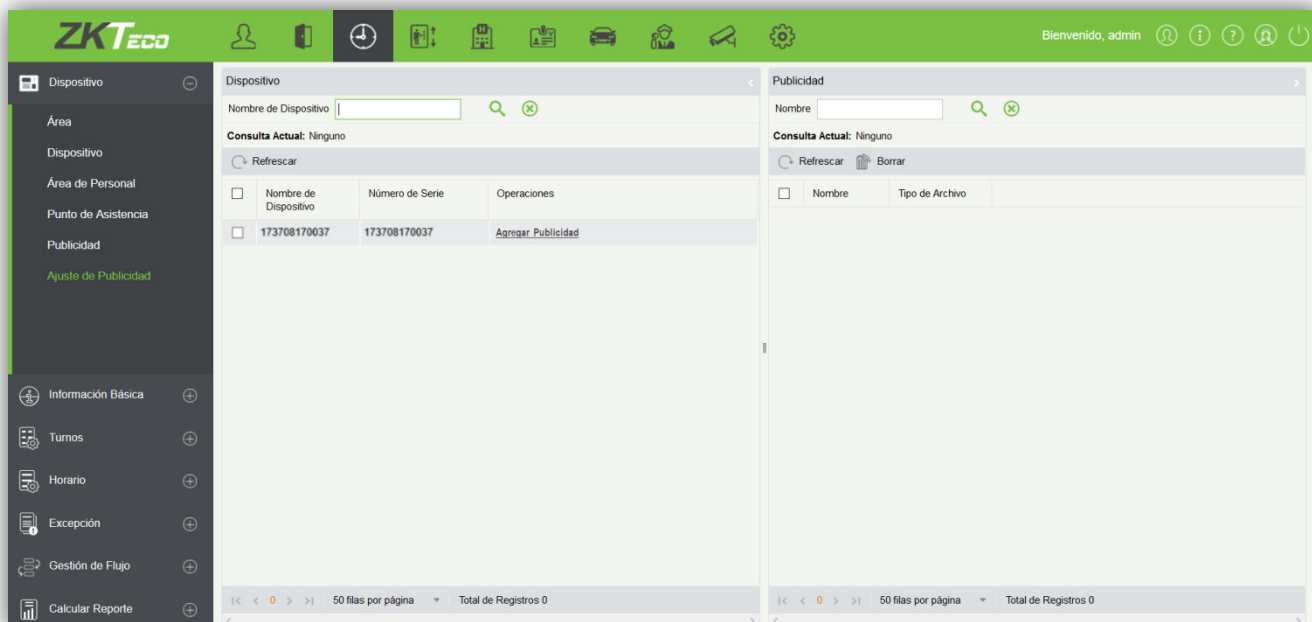 ZKTeco
Bienvenido, admin
Dispositivo
Área
Dispositivo
Área de Personal
Punto de Asistencia
Publicidad
Ajuste de Publicidad
Información Básica
Turnos
Horario
Excepción
Gestión de Flujo
Calcular Reporte
Dispositivo
Nombre de Dispositivo
Consulta Actual: Ninguno
Refrescar
Nombre de Dispositivo Número de Serie Operaciones
173708170037 173708170037 Agregar Publicidad
0 50 filas por página Total de Registros 0
Publicidad
Nombre
Consulta Actual: Ninguno
Refrescar Borrar
Nombre Tipo de Archivo
0 50 filas por página Total de Registros 0